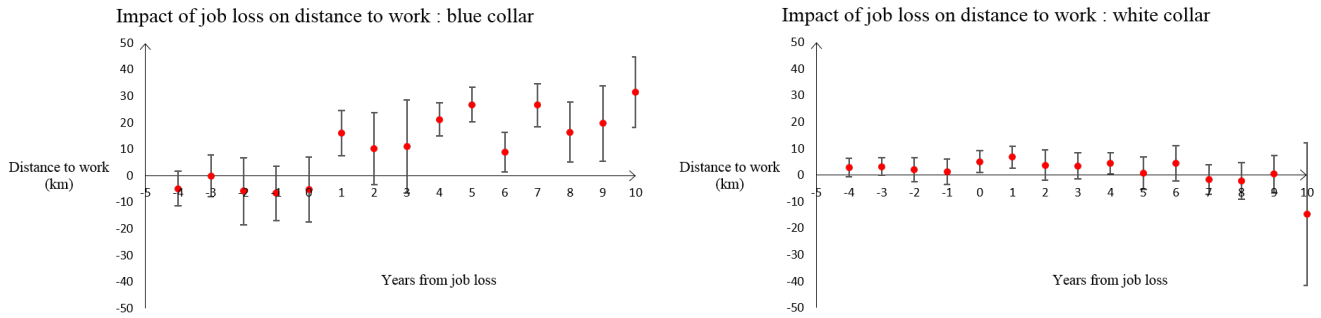 Impact of job loss on distance to work : blue collar
50
40
30
20
10
0
-10
-20
-30
-40
-50
Distance to work
(km)
-5 -4 -3 -2 -1 0 1 2 3 4 5 6 7 8 9 10
Years from job loss
Impact of job loss on distance to work : white collar
50
40
30
20
10
0
-10
-20
-30
-40
-50
Distance to work
(km)
-5 -4 -3 -2 -1 0 1 2 3 4 5 6 7 8 9 10
Years from job loss